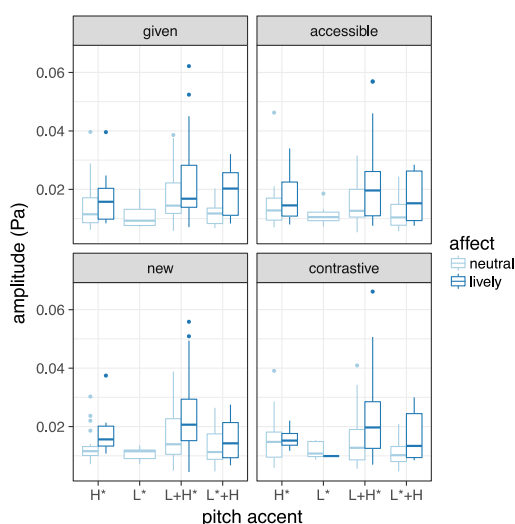 given accessible
0.06
0.04
0.02
new contrastive
0.06
0.04
0.02
H* L* L+H* L*+H H* L* L+H* L*+H
pitch accent
amplitude (Pa)
affect
neutral
lively